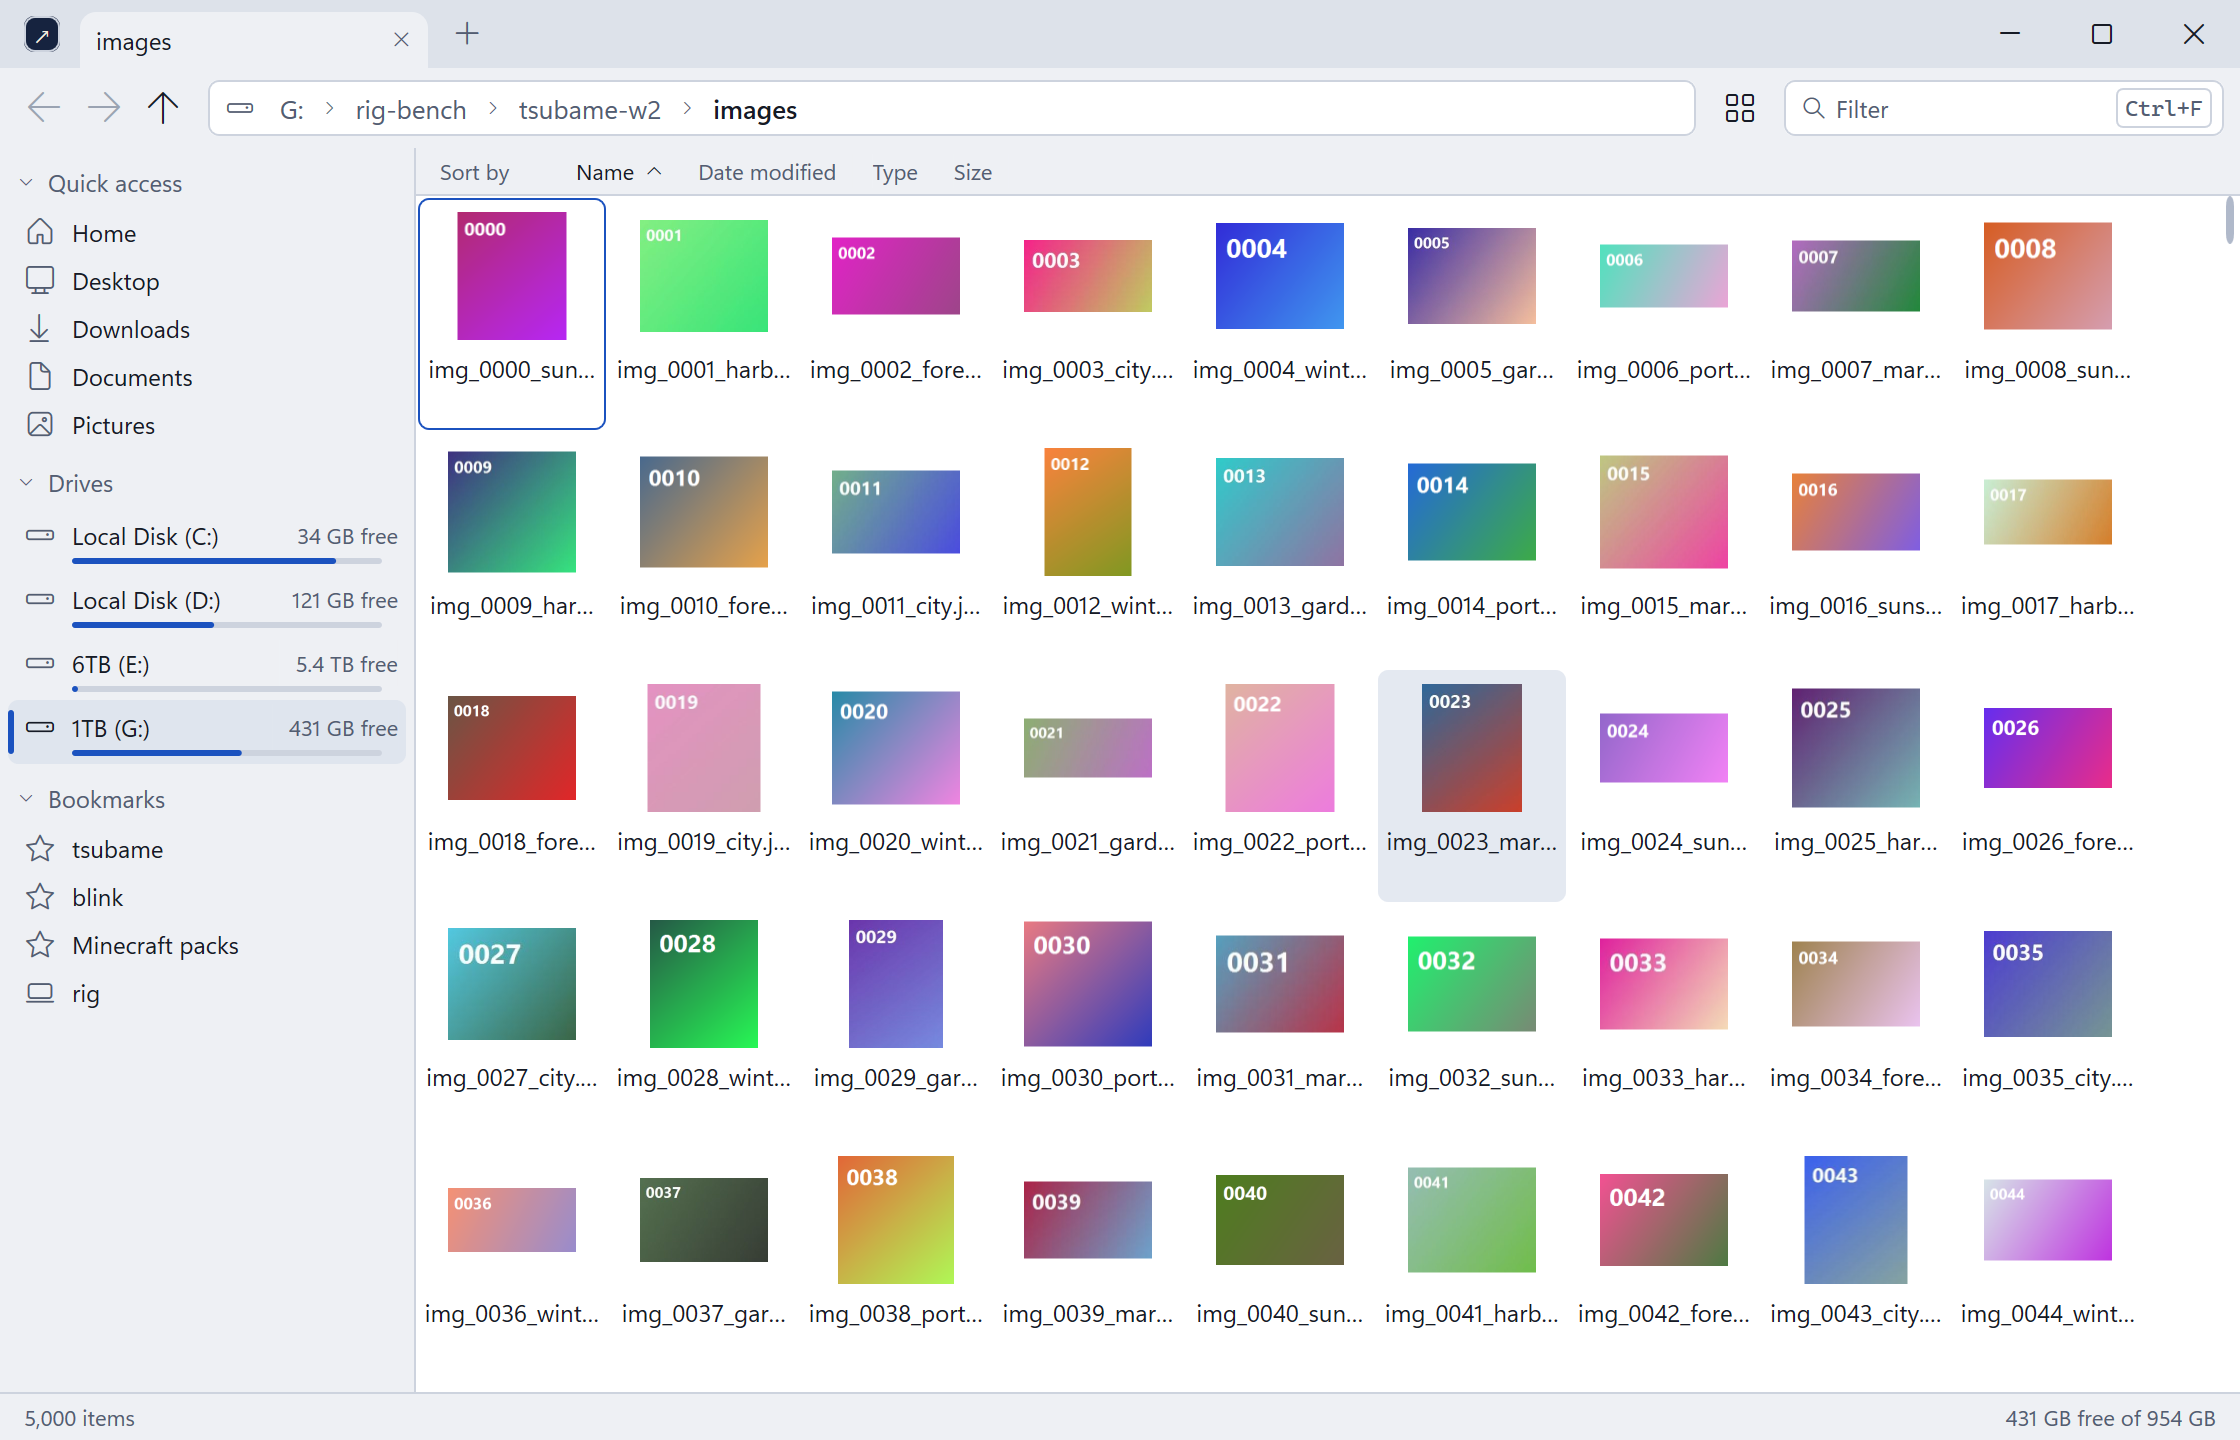 images
G: rig-bench tsubame-w2 images
Filter Ctrl+F
Quick access
Home
Desktop
Downloads
Documents
Pictures
Drives
Local Disk (C:) 34 GB free
Local Disk (D:) 121 GB free
6TB (E:) 5.4 TB free
1TB (G:) 431 GB free
Bookmarks
tsubame
blink
Minecraft packs
rig
Sort by Name Date modified Type Size
0000 0001 0002 0003 0004 0005 0006 0007 0008
img_0000_sun... img_0001_harb... img_0002_fore... img_0003_city.... img_0004_wint... img_0005_gar... img_0006_port... img_0007_mar... img_0008_sun...
0009 0010 0011 0012 0013 0014 0015 0016 0017
img_0009_har... img_0010_fore... img_0011_city.j... img_0012_wint... img_0013_gard... img_0014_port... img_0015_mar... img_0016_suns... img_0017_harb...
0018 0019 0020 0021 0022 0023 0024 0025 0026
img_0018_fore... img_0019_city.j... img_0020_wint... img_0021_gard... img_0022_port... img_0023_mar... img_0024_sun... img_0025_har... img_0026_fore...
0027 0028 0029 0030 0031 0032 0033 0034 0035
img_0027_city.... img_0028_wint... img_0029_gar... img_0030_port... img_0031_mar... img_0032_sun... img_0033_har... img_0034_fore... img_0035_city....
0036 0037 0038 0039 0040 0041 0042 0043 0044
img_0036_wint... img_0037_gar... img_0038_port... img_0039_mar... img_0040_sun... img_0041_harb... img_0042_fore... img_0043_city.... img_0044_wint...
5,000 items
431 GB free of 954 GB